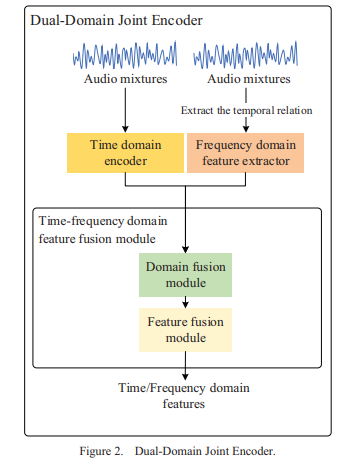 Dual-Domain Joint Encoder
Audio mixtures
Audio mixtures
Extract the temporal relation
Time domain
encoder
Frequency domain
feature extractor
Time-frequency domain
feature fusion module
Domain fusion
module
Feature fusion
module
Time/Frequency domain
features
Figure 2. Dual-Domain Joint Encoder.